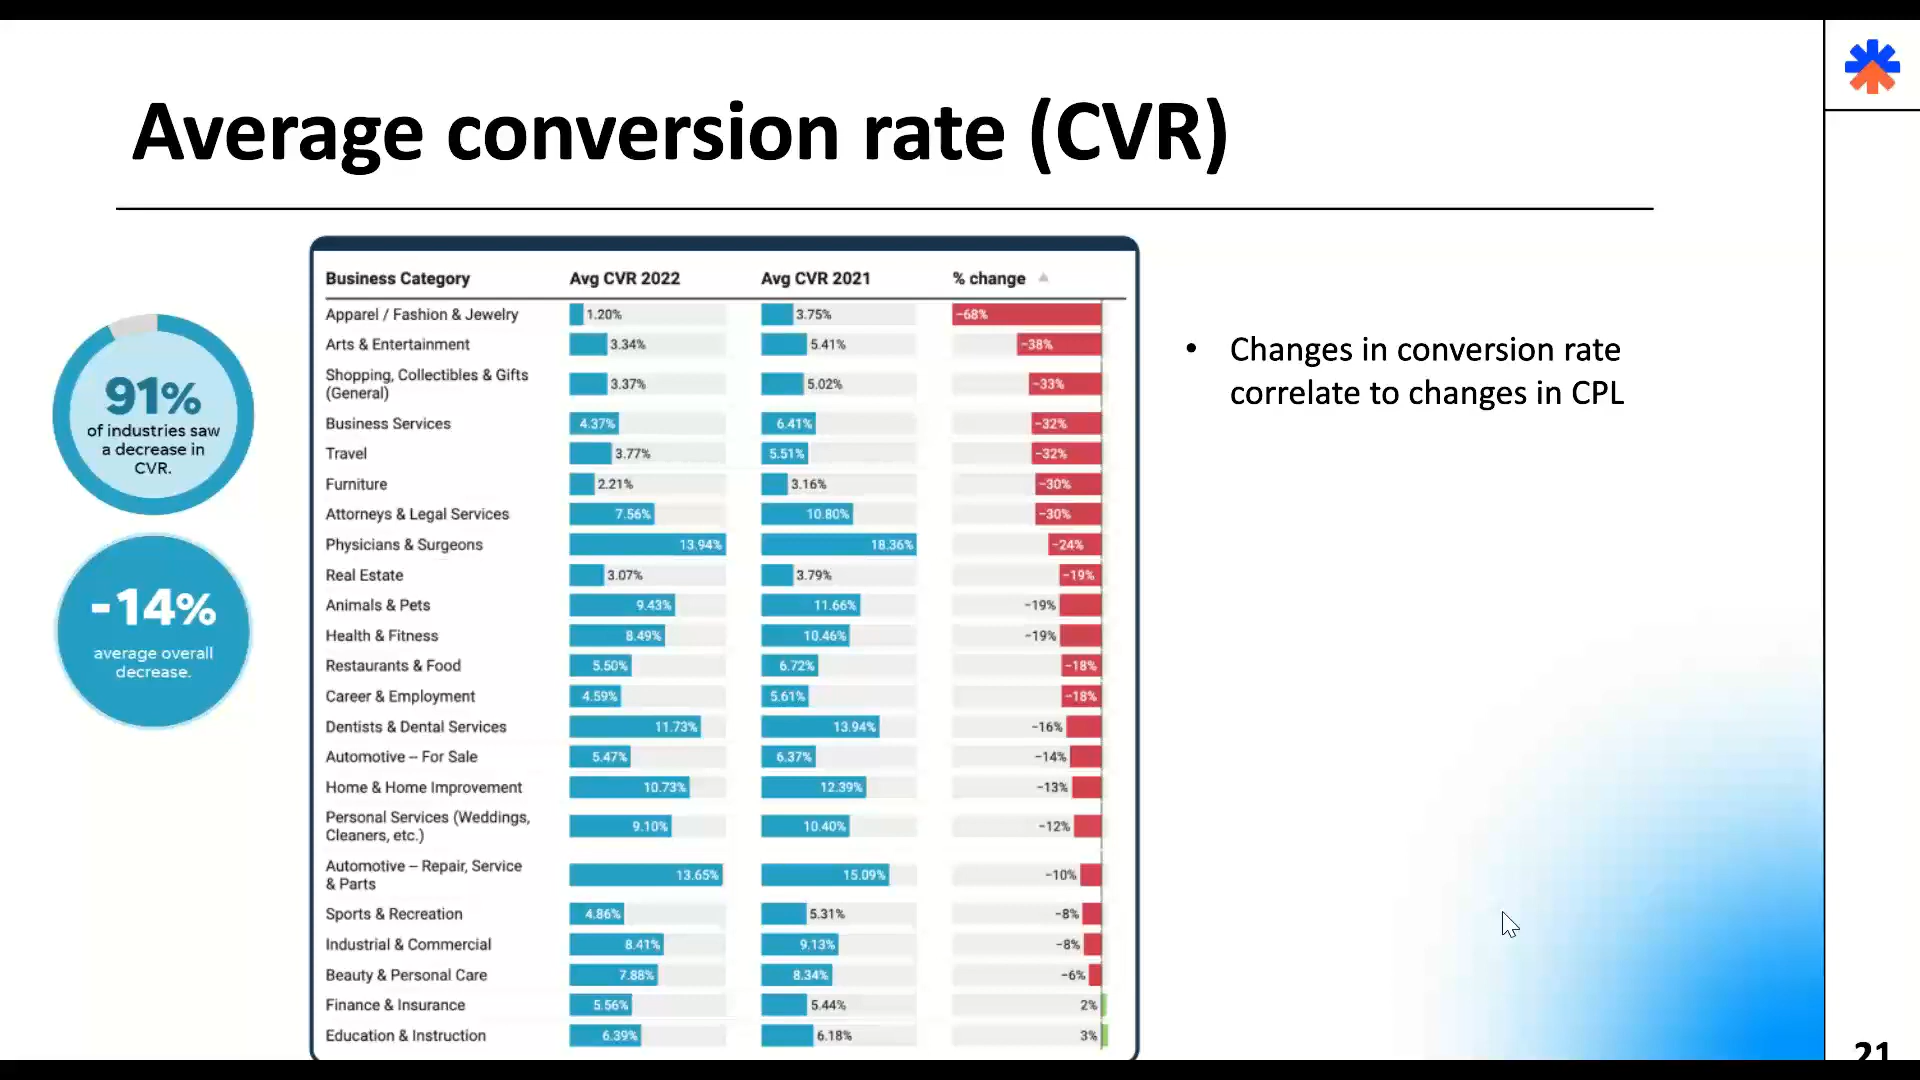 Average conversion rate (CVR)
91%
of industries saw
a decrease in
CVR.
-14%
average overall
decrease.
Business Category Avg CVR 2022 Avg CVR 2021 % change
Apparel / Fashion & Jewelry 1.20% 3.75% -68%
Arts & Entertainment 3.34% 5.41% -38%
Shopping, Collectibles & Gifts
(General) 3.37% 5.02% -33%
Business Services 4.37% 6.41% -32%
Travel 3.77% 5.51% -32%
Furniture 2.21% 3.16% -30%
Attorneys & Legal Services 7.56% 10.80% -30%
Physicians & Surgeons 13.94% 18.36% -24%
Real Estate 3.07% 3.79% -19%
Animals & Pets 9.43% 11.66% -19%
Health & Fitness 8.49% 10.46% -19%
Restaurants & Food 5.50% 6.72% -18%
Career & Employment 4.59% 5.61% -18%
Dentists & Dental Services 11.73% 13.94% -16%
Automotive – For Sale 5.47% 6.37% -14%
Home & Home Improvement 10.73% 12.39% -13%
Personal Services (Weddings,
Cleaners, etc.) 9.10% 10.40% -12%
Automotive – Repair, Service
& Parts 13.65% 15.09% -10%
Sports & Recreation 4.86% 5.31% -8%
Industrial & Commercial 8.41% 9.13% -8%
Beauty & Personal Care 7.88% 8.34% -6%
Finance & Insurance 5.56% 5.44% 2%
Education & Instruction 6.39% 6.18% 3%
• Changes in conversion rate
correlate to changes in CPL
21